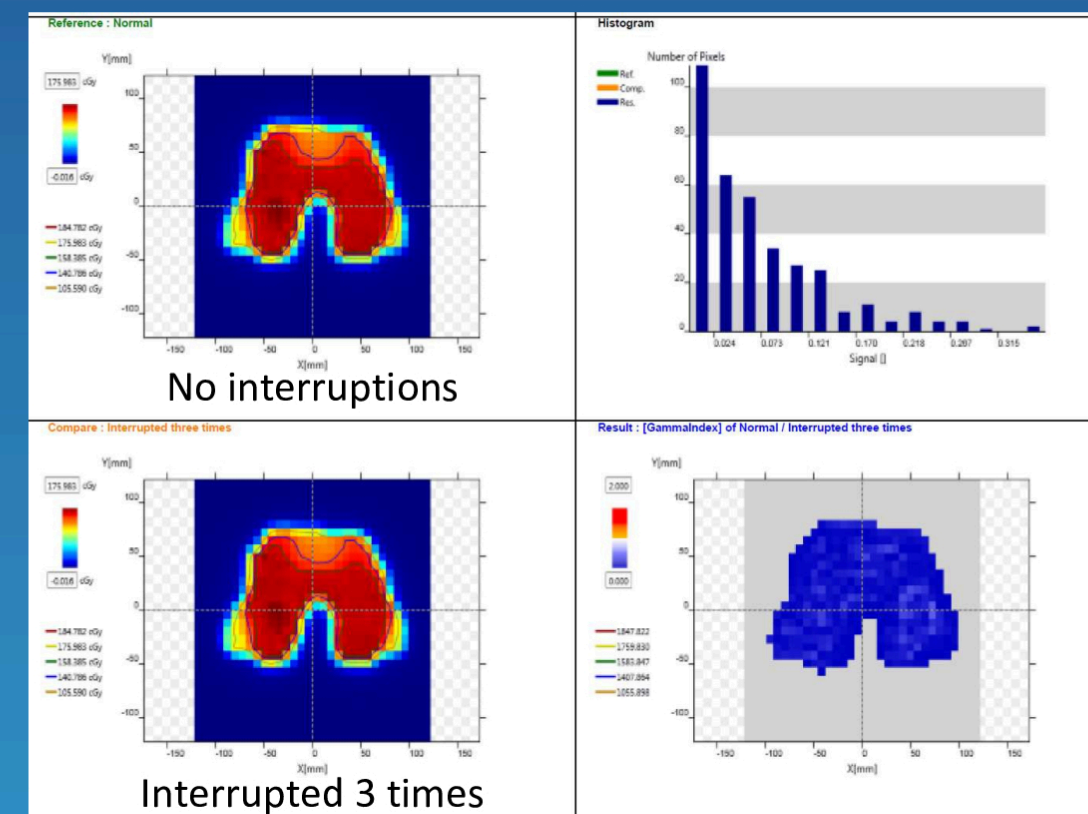 Reference : Normal
Y[mm]
175.983 cGy
-0.016 cGy
184.782 cGy
175.983 cGy
158.385 cGy
140.786 cGy
105.590 cGy
100
50
0
-50
-100
-150 -100 -50 0 50 100 150
X[mm]
No interruptions
Histogram
Number of Pixels
Ref.
Comp.
Res.
100
80
60
40
20
0
0.024 0.073 0.121 0.170 0.218 0.267 0.315
Signal []
Compare : Interrupted three times
Y[mm]
175.983 cGy
-0.016 cGy
184.782 cGy
175.983 cGy
158.385 cGy
140.786 cGy
105.590 cGy
100
50
0
-50
-100
-150 -100 -50 0 50 100 150
X[mm]
Interrupted 3 times
Result : [GammaIndex] of Normal / Interrupted three times
Y[mm]
2.000
0.000
1847.822
1759.830
1583.847
1407.864
1055.898
100
50
0
-50
-100
-150 -100 -50 0 50 100 150
X[mm]